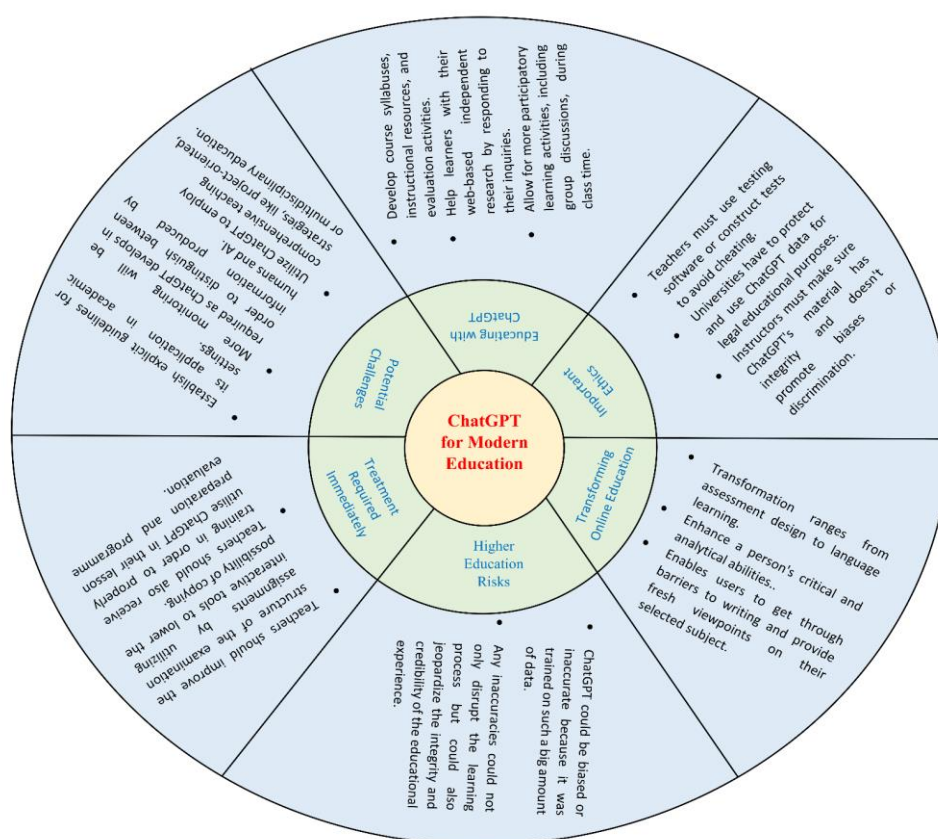 ChatGPT
for Modern
Education
Educating with
ChatGPT
Develop course syllabuses,
instructional resources, and
evaluation activities.
Help learners with their
web-based independent
research by responding to
their inquiries.
Allow for more participatory
learning activities, including
group discussions, during
class time.
Important
Ethics
Teachers must use testing
software or construct tests
to avoid cheating.
Universities have to protect
and use ChatGPT data for
legal educational purposes.
Instructors must make sure
ChatGPT's material has
integrity and doesn't
promote biases or
discrimination.
Transforming
Online Education
Transformation ranges from
assessment design to language
learning.
Enhance a person's critical and
analytical abilities..
Enables users to get through
barriers to writing and provide
fresh viewpoints on their
selected subject.
Higher
Education
Risks
ChatGPT could be biased or
inaccurate because it was
trained on such a big amount
of data.
Any inaccuracies could not
only disrupt the learning
process but could also
jeopardize the integrity and
credibility of the educational
experience.
Treatment
Required
Immediately
Teachers should improve the
structure of the examination
assignments by utilizing
interactive tools to lower the
possibility of copying.
Teachers should also receive
training in order to properly
utilise ChatGPT in their lesson
preparation and programme
evaluation.
Potential
Challenges
Establish explicit guidelines for
its application in academic
settings.
More monitoring will be
required as ChatGPT develops in
order to distinguish between
information produced by
humans and AI.
Utilize ChatGPT to employ
comprehensive teaching
strategies, like project-oriented,
or multidisciplinary education.